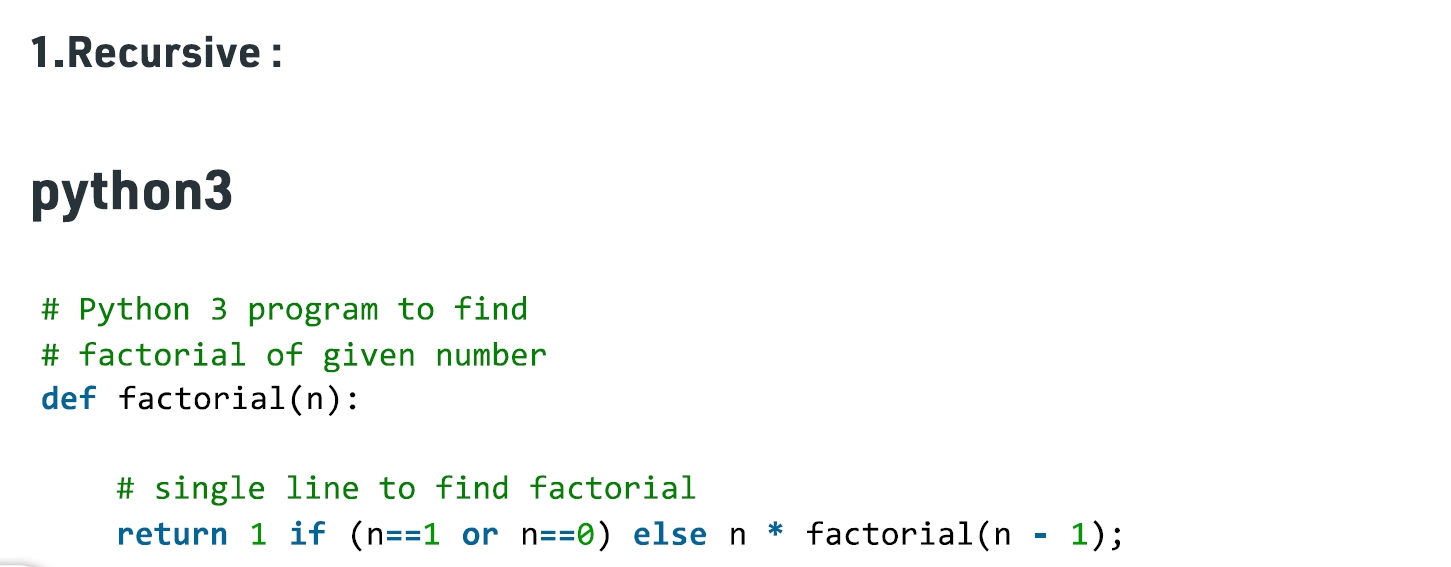 1.Recursive :
python3
# Python 3 program to find
# factorial of given number
def factorial(n):
# single line to find factorial
return 1 if (n==1 or n==0) else n * factorial(n - 1);